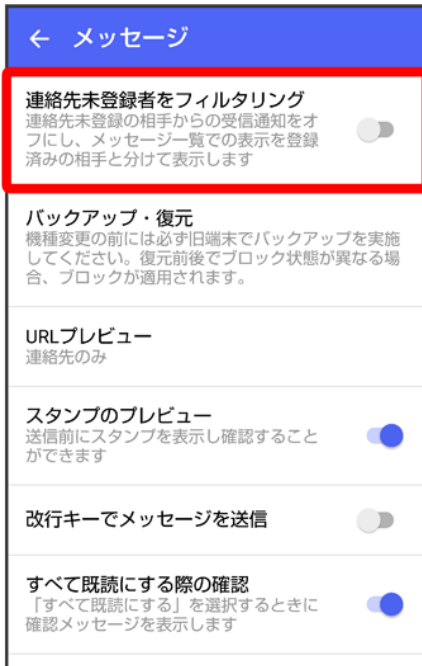 ← メッセージ
連絡先未登録者をフィルタリング
連絡先未登録の相手からの受信通知をオ
フにし、メッセージ一覧での表示を登録
済みの相手と分けて表示します
バックアップ・復元
機種変更の前には必ず旧端末でバックアップを実施
してください。復元前後でブロック状態が異なる場
合、ブロックが適用されます。
URLプレビュー
連絡先のみ
スタンプのプレビュー
送信前にスタンプを表示し確認すること
ができます
改行キーでメッセージを送信
すべて既読にする際の確認
「すべて既読にする」を選択するときに
確認メッセージを表示します